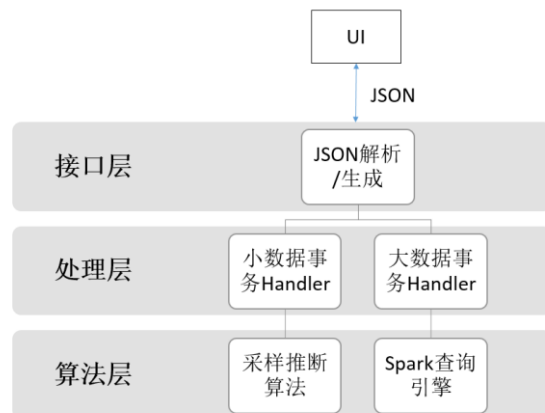 UI
JSON
接口层
JSON解析
/生成
处理层
小数据事
务Handler
大数据事
务Handler
算法层
采样推断
算法
Spark查询
引擎